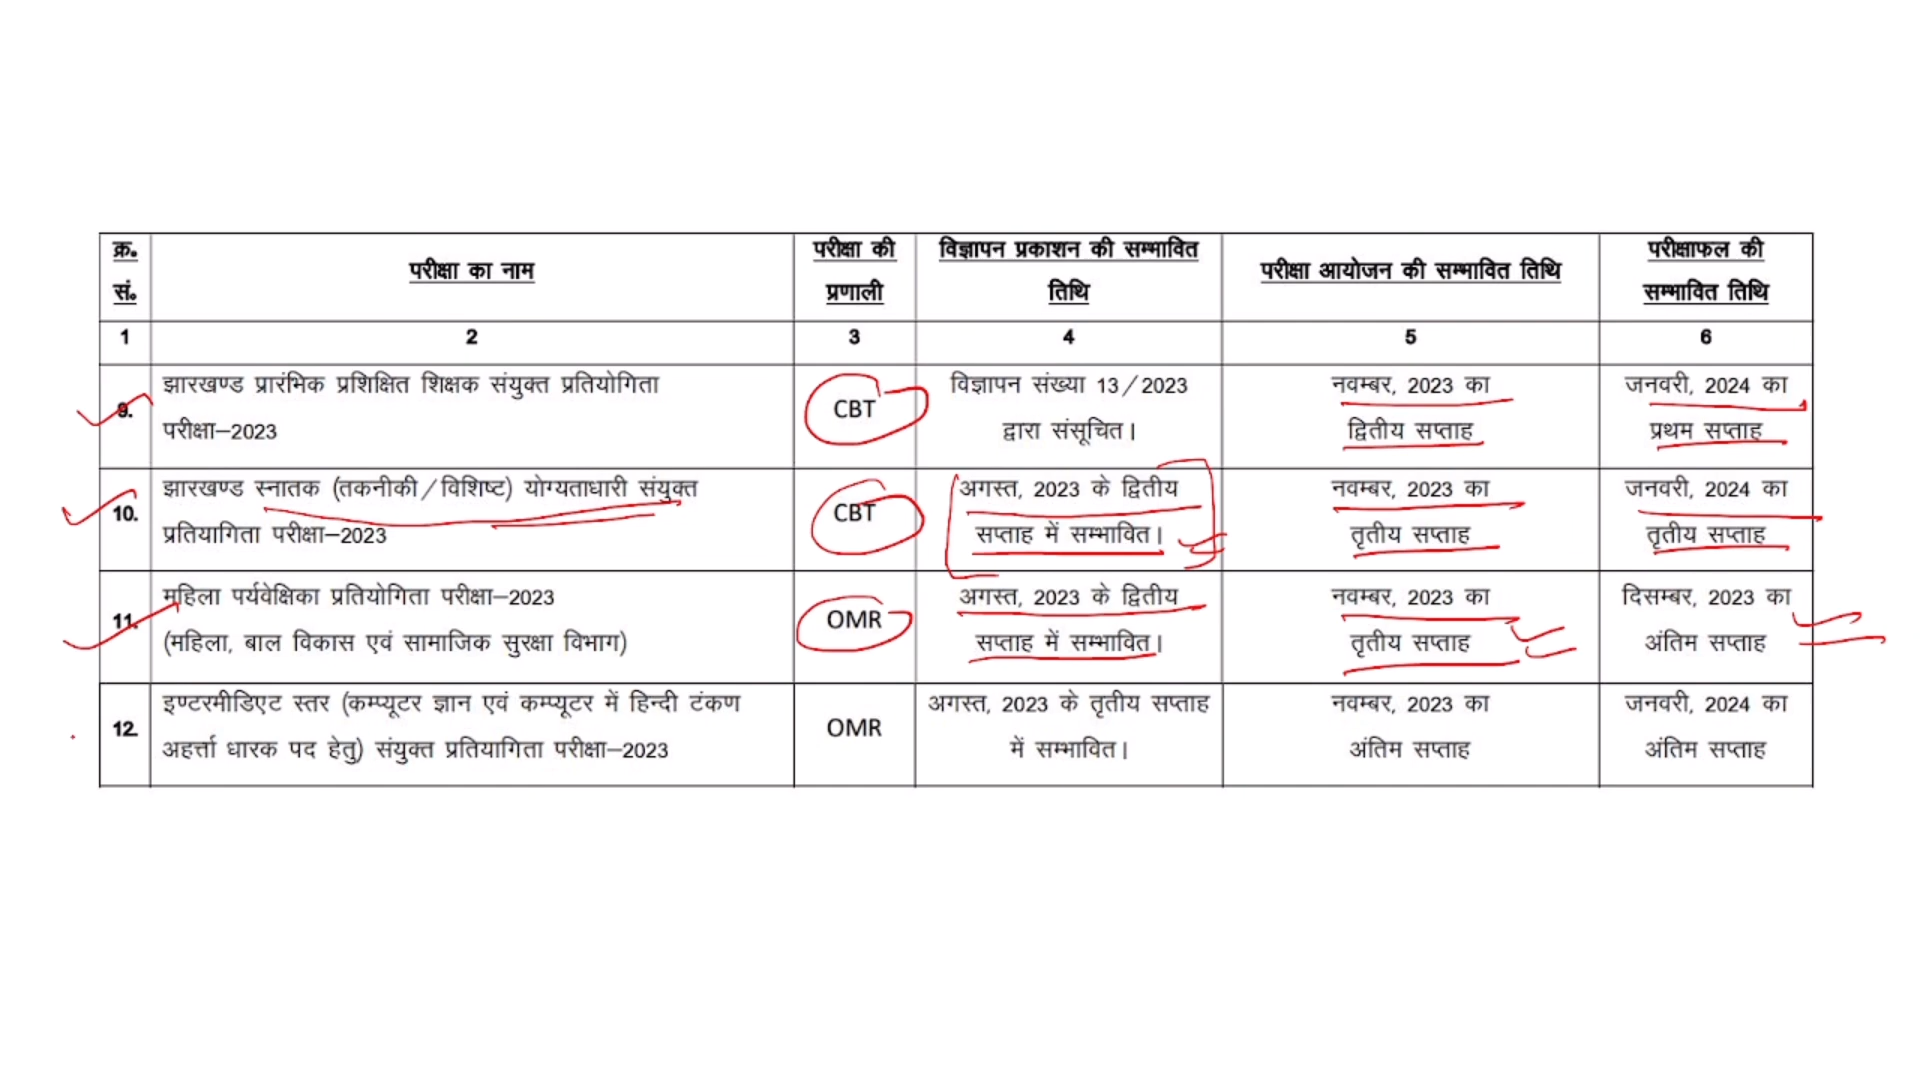 क्र॰ सं॰
परीक्षा का नाम
परीक्षा की प्रणाली
विज्ञापन प्रकाशन की सम्भावित तिथि
परीक्षा आयोजन की सम्भावित तिथि
परीक्षाफल की सम्भावित तिथि
1 2 3 4 5 6
9.
झारखण्ड प्रारंभिक प्रशिक्षित शिक्षक संयुक्त प्रतियोगिता
परीक्षा–2023
CBT
विज्ञापन संख्या 13/2023
द्वारा संसूचित।
नवम्बर, 2023 का
द्वितीय सप्ताह
जनवरी, 2024 का
प्रथम सप्ताह
10.
झारखण्ड स्नातक (तकनीकी/विशिष्ट) योग्यताधारी संयुक्त
प्रतियागिता परीक्षा–2023
CBT
अगस्त, 2023 के द्वितीय
सप्ताह में सम्भावित।
नवम्बर, 2023 का
तृतीय सप्ताह
जनवरी, 2024 का
तृतीय सप्ताह
11.
महिला पर्यवेक्षिका प्रतियोगिता परीक्षा–2023
(महिला, बाल विकास एवं सामाजिक सुरक्षा विभाग)
OMR
अगस्त, 2023 के द्वितीय
सप्ताह में सम्भावित।
नवम्बर, 2023 का
तृतीय सप्ताह
दिसम्बर, 2023 का
अंतिम सप्ताह
12.
इण्टरमीडिएट स्तर (कम्प्यूटर ज्ञान एवं कम्प्यूटर में हिन्दी टंकण
अहर्त्ता धारक पद हेतु) संयुक्त प्रतियागिता परीक्षा–2023
OMR
अगस्त, 2023 के तृतीय सप्ताह
में सम्भावित।
नवम्बर, 2023 का
अंतिम सप्ताह
जनवरी, 2024 का
अंतिम सप्ताह